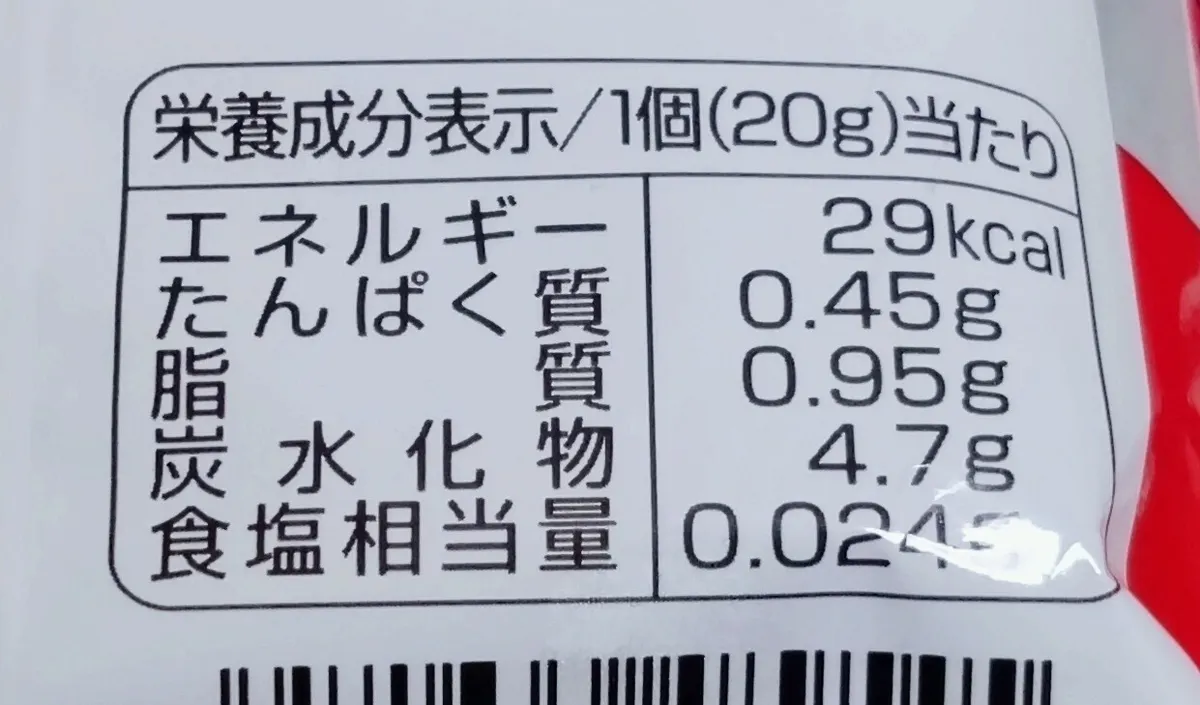 栄養成分表示/1個(20g)当たり
エネルギー 29kcal
たんぱく質 0.45g
脂質 0.95g
炭水化物 4.7g
食塩相当量 0.024g